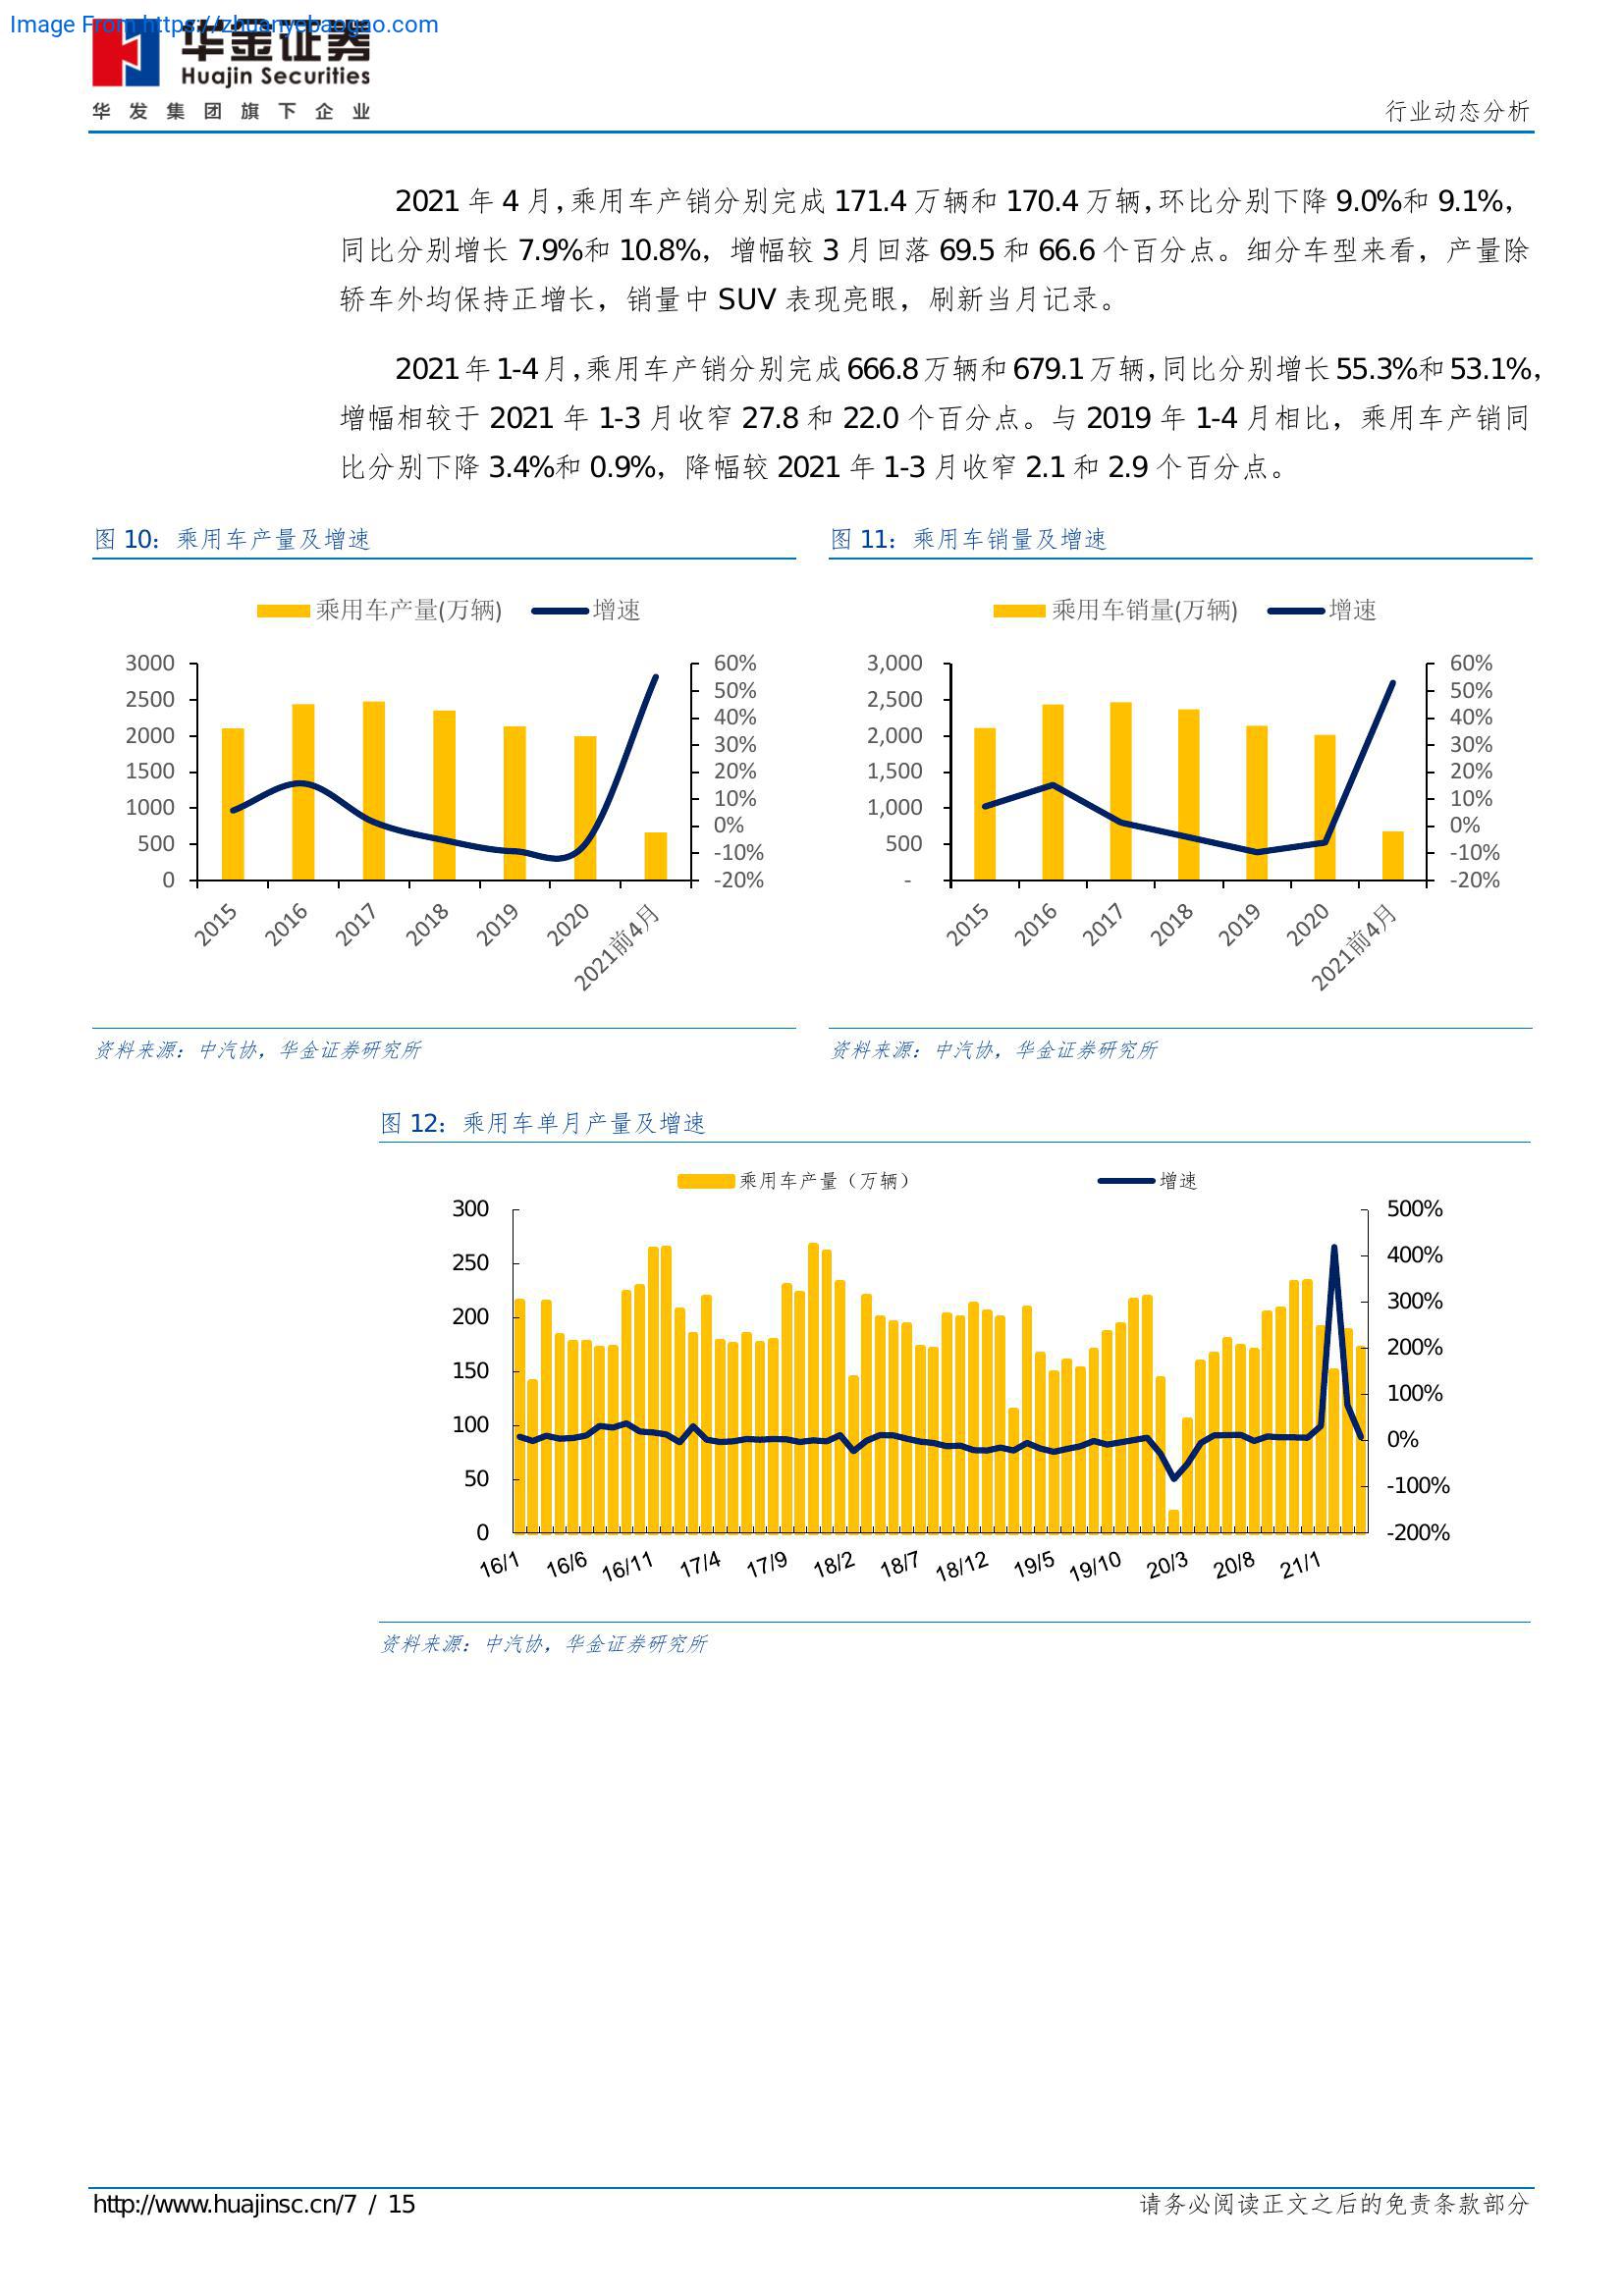 Image From https://zhuanyebaogao.com
华金证券
Huajin Securities
华发集团旗下企业
行业动态分析
2021 年 4 月,乘用车产销分别完成 171.4 万辆和 170.4 万辆,环比分别下降 9.0%和 9.1%,
同比分别增长 7.9%和 10.8%，增幅较 3 月回落 69.5 和 66.6 个百分点。细分车型来看，产量除
轿车外均保持正增长，销量中 SUV 表现亮眼，刷新当月记录。
2021 年 1-4 月,乘用车产销分别完成 666.8 万辆和 679.1 万辆,同比分别增长 55.3%和 53.1%,
增幅相较于 2021 年 1-3 月收窄 27.8 和 22.0 个百分点。与 2019 年 1-4 月相比，乘用车产销同
比分别下降 3.4%和 0.9%，降幅较 2021 年 1-3 月收窄 2.1 和 2.9 个百分点。
图 10：乘用车产量及增速
乘用车产量(万辆) 增速
3000
2500
2000
1500
1000
500
0
60%
50%
40%
30%
20%
10%
0%
-10%
-20%
2015 2016 2017 2018 2019 2020 2021前4月
资料来源：中汽协，华金证券研究所
图 11：乘用车销量及增速
乘用车销量(万辆) 增速
3,000
2,500
2,000
1,500
1,000
500
-
60%
50%
40%
30%
20%
10%
0%
-10%
-20%
2015 2016 2017 2018 2019 2020 2021前4月
资料来源：中汽协，华金证券研究所
图 12：乘用车单月产量及增速
乘用车产量（万辆） 增速
300
250
200
150
100
50
0
500%
400%
300%
200%
100%
0%
-100%
-200%
16/1 16/6 16/11 17/4 17/9 18/2 18/7 18/12 19/5 19/10 20/3 20/8 21/1
资料来源：中汽协，华金证券研究所
http://www.huajinsc.cn/7 / 15
请务必阅读正文之后的免责条款部分